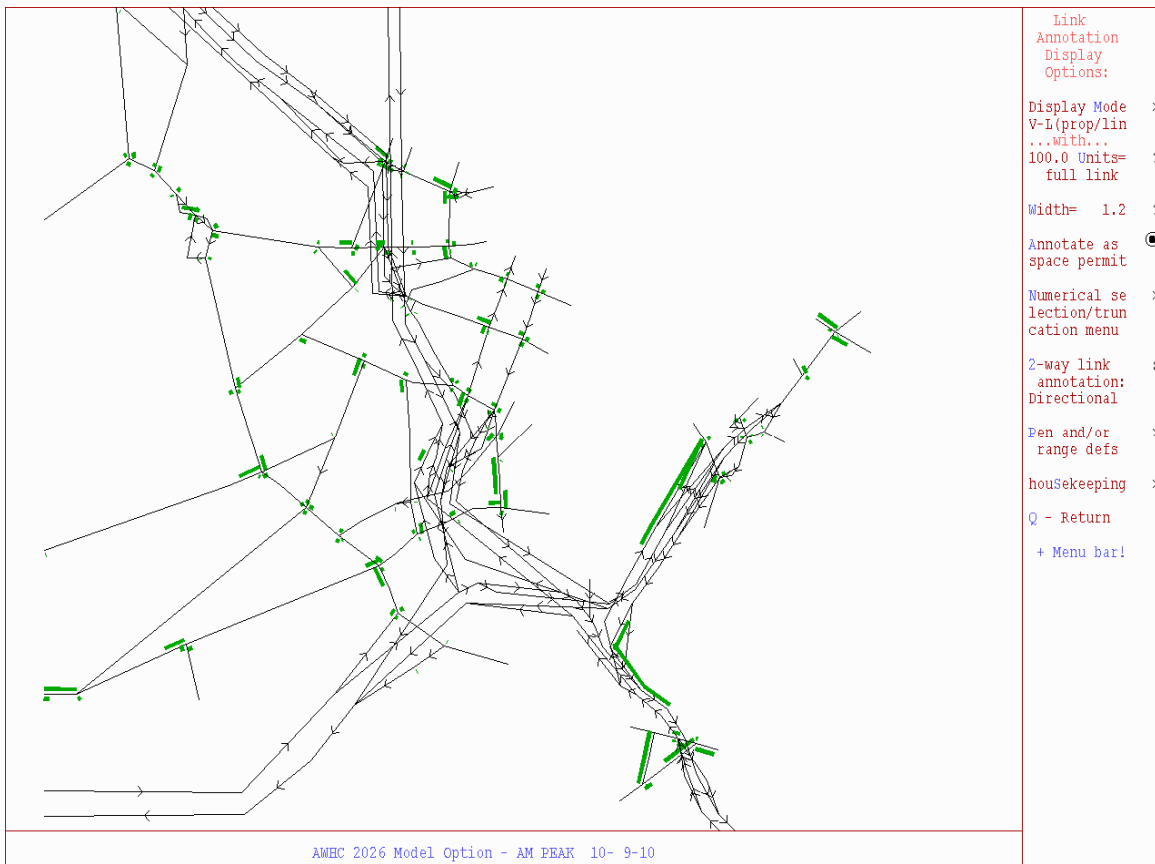 Link
Annotation
Display
Options:
Display Mode
V-L(prop/lin
...with...
100.0 Units=
full link
Width= 1.2
Annotate as
space permit
Numerical se
lection/trun
cation menu
2-way link
annotation:
Directional
Pen and/or
range defs
houSekeeping
Q - Return
+ Menu bar!
AWHC 2026 Model Option - AM PEAK 10- 9-10